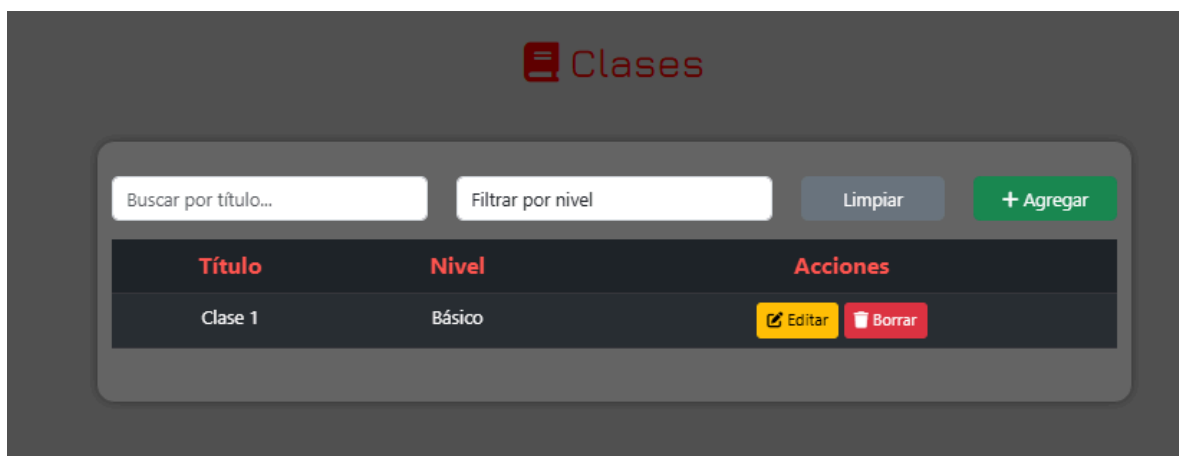 Clases
Buscar por título... Filtrar por nivel Limpiar + Agregar
Título Nivel Acciones
Clase 1 Básico Editar Borrar